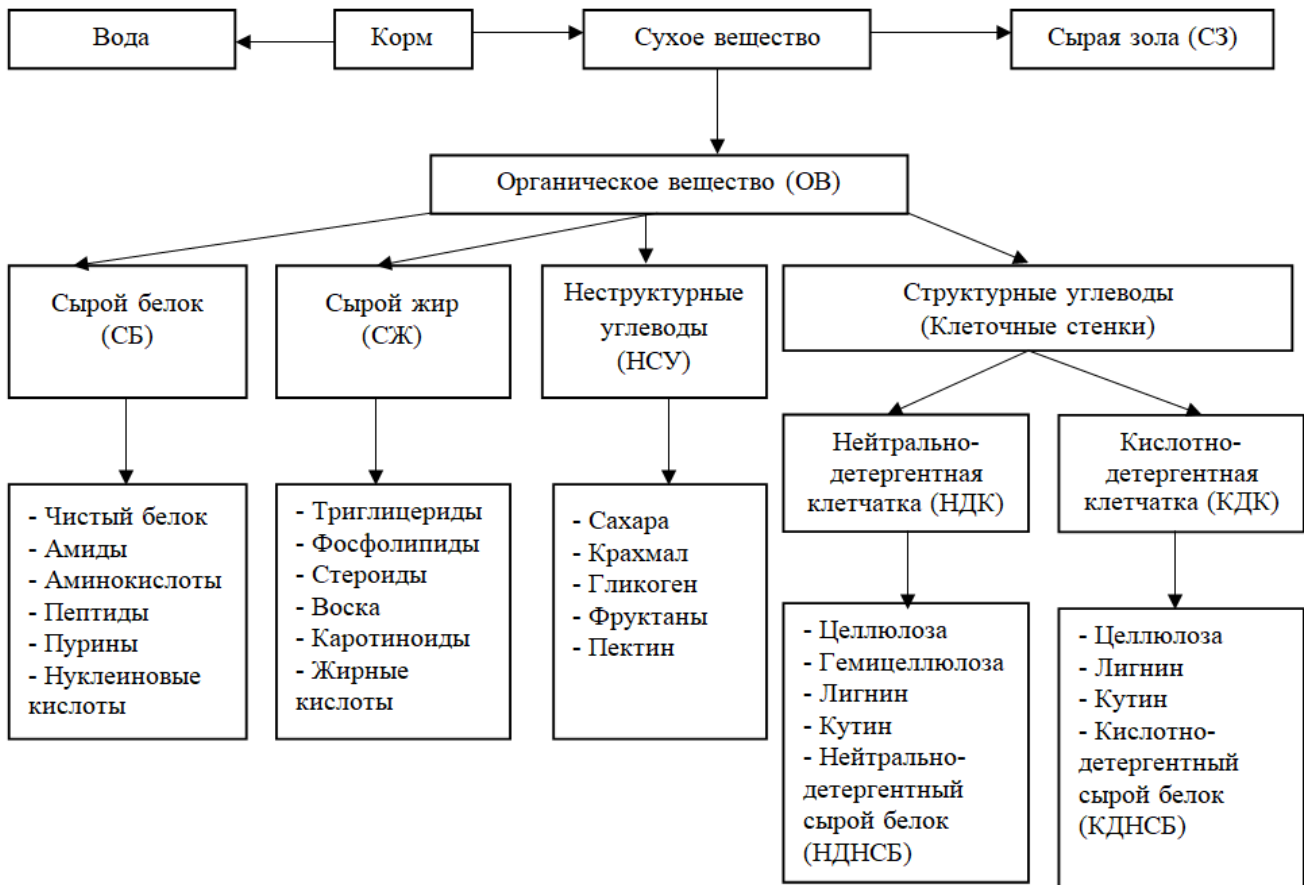 Вода
Корм
Сухое вещество
Сырая зола (СЗ)
Органическое вещество (ОВ)
Сырой белок
(СБ)
Сырой жир
(СЖ)
Неструктурные
углеводы
(НСУ)
Структурные углеводы
(Клеточные стенки)
Нейтрально-
детергентная
клетчатка (НДК)
Кислотно-
детергентная
клетчатка (КДК)
- Чистый белок
- Амиды
- Аминокислоты
- Пептиды
- Пурины
- Нуклеиновые
кислоты
- Триглицериды
- Фосфолипиды
- Стероиды
- Воска
- Каротиноиды
- Жирные
кислоты
- Сахара
- Крахмал
- Гликоген
- Фруктаны
- Пектин
- Целлюлоза
- Гемицеллюлоза
- Лигнин
- Кутин
- Нейтрально-
детергентный
сырой белок
(НДНСБ)
- Целлюлоза
- Лигнин
- Кутин
- Кислотно-
детергентный
сырой белок
(КДНСБ)